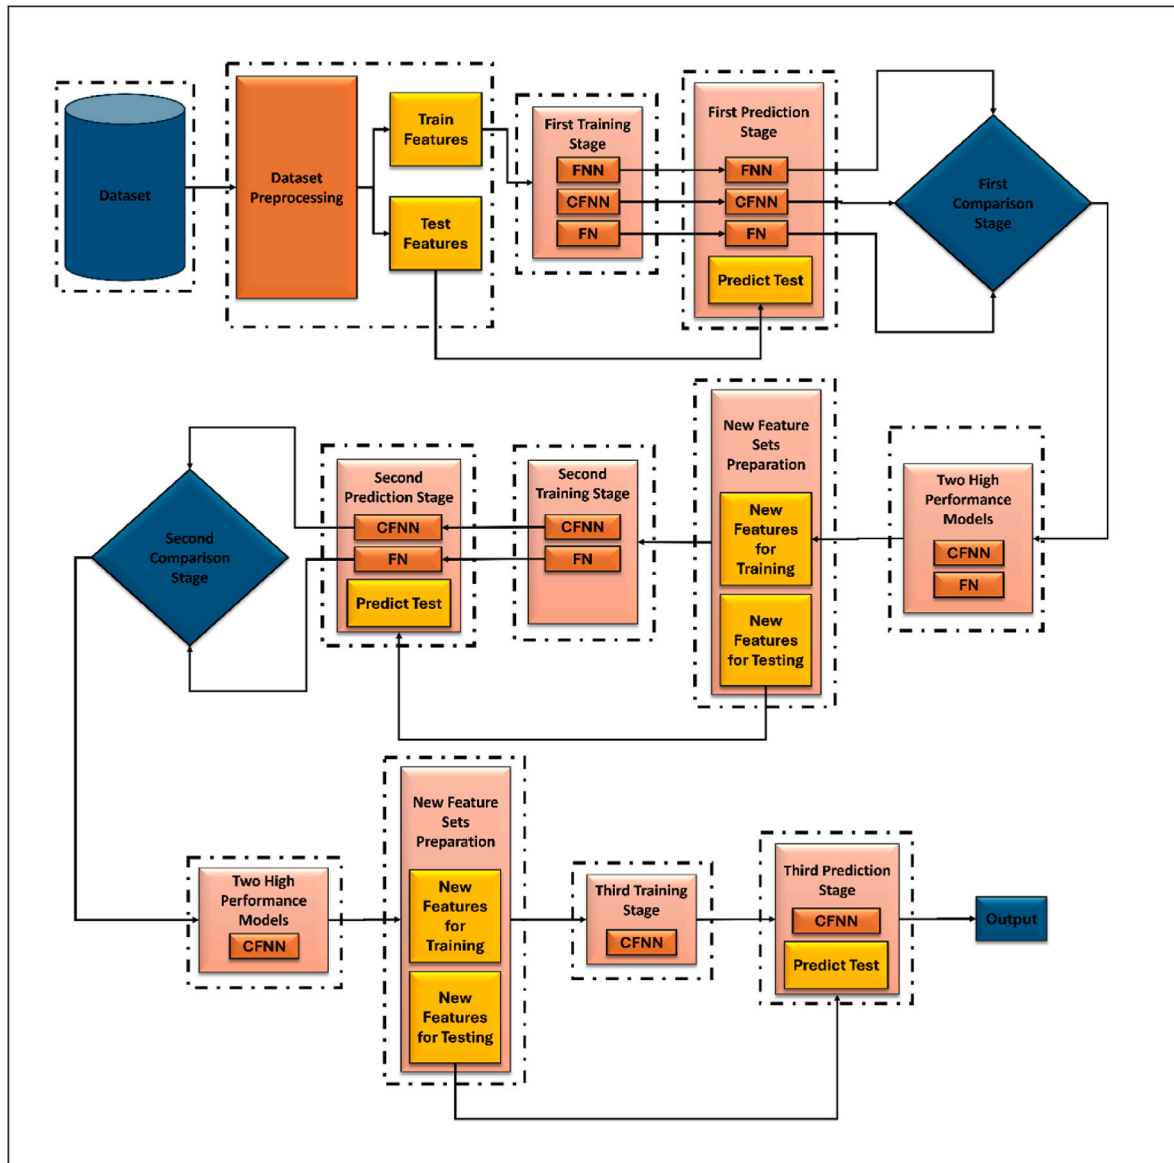 Dataset
Dataset
Preprocessing
Train
Features
Test
Features
First Training
Stage
FNN
CFNN
FN
First Prediction
Stage
FNN
CFNN
FN
Predict Test
First
Comparison
Stage
Two High
Performance
Models
CFNN
FN
New Feature
Sets
Preparation
New
Features
for
Training
New
Features
for Testing
Second
Training Stage
CFNN
FN
Second
Prediction Stage
CFNN
FN
Predict Test
Second
Comparison
Stage
Two High
Performance
Models
CFNN
New Feature
Sets
Preparation
New
Features
for
Training
New
Features
for Testing
Third Training
Stage
CFNN
Third Prediction
Stage
CFNN
Predict Test
Output